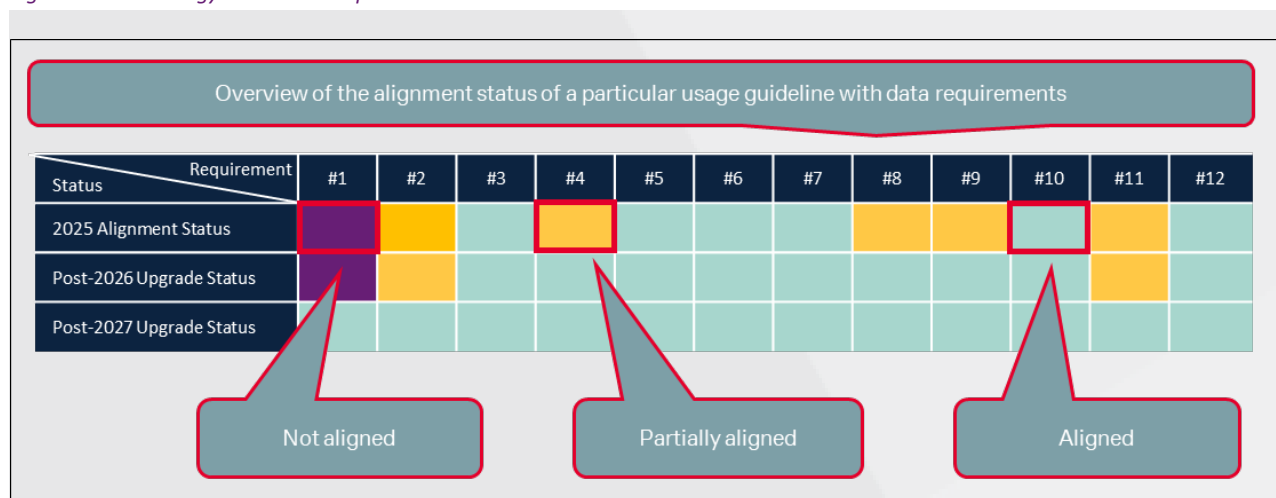 Overview of the alignment status of a particular usage guideline with data requirements
Requirement
Status
#1 #2 #3 #4 #5 #6 #7 #8 #9 #10 #11 #12
2025 Alignment Status
Post-2026 Upgrade Status
Post-2027 Upgrade Status
Not aligned
Partially aligned
Aligned